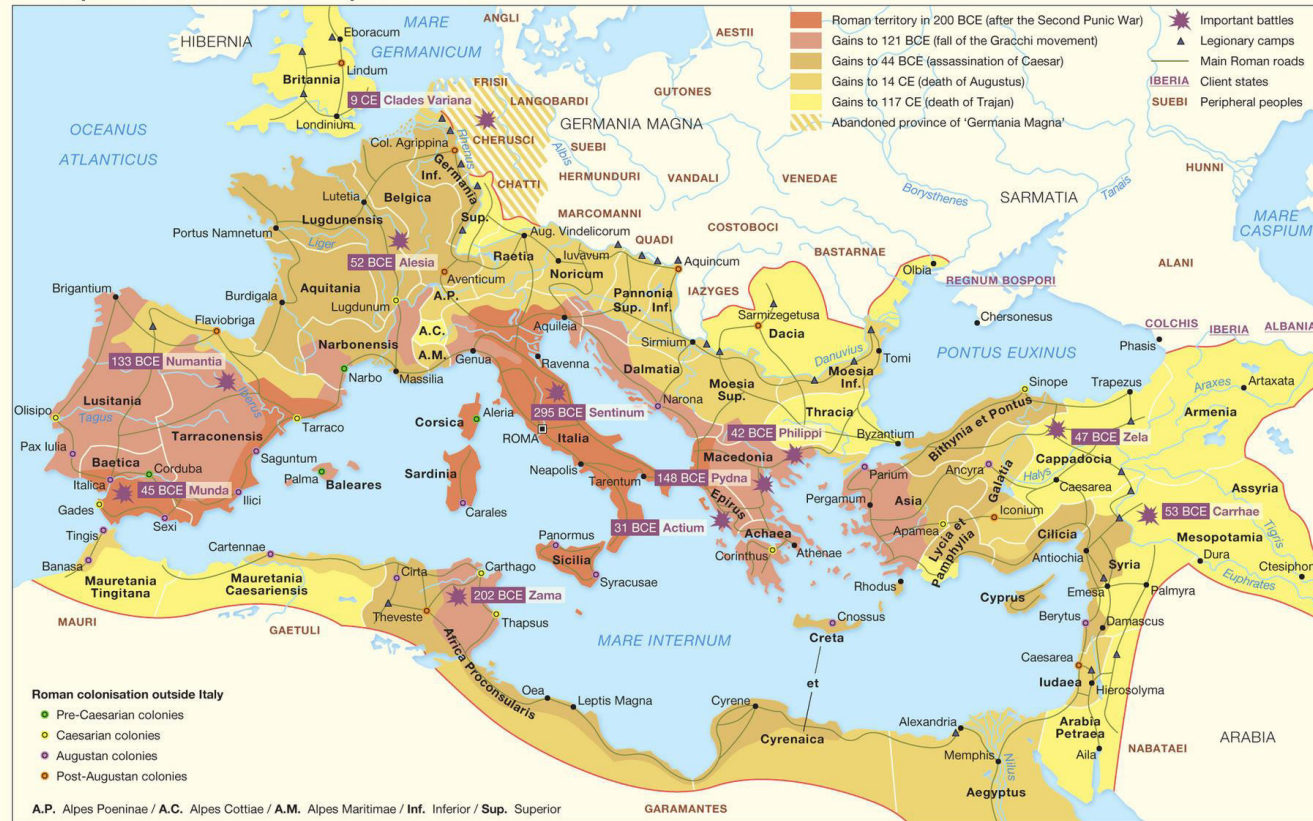 Roman territory in 200 BCE (after the Second Punic War)
Gains to 121 BCE (fall of the Gracchi movement)
Gains to 44 BCE (assassination of Caesar)
Gains to 14 CE (death of Augustus)
Gains to 117 CE (death of Trajan)
Abandoned province of ‘Germania Magna’
Important battles
Legionary camps
Main Roman roads
IBERIA Client states
SUEBI Peripheral peoples
HIBERNIA
MARE
GERMANICUM
ANGLI
AESTII
Eboracum
Lindum
Britannia
Londinium
FRISII
LANGOBARDI
GUTONES
9 CE Clades Variana
CHERUSCI
GERMANIA MAGNA
OCEANUS
ATLANTICUS
Col. Agrippina
Rhenus
Albis
SUEBI
HERMUNDURI
VANDALI
VENEDAE
HUNNI
Borysthenes
Tanais
SARMATIA
MARE
CASPIUM
Germania
Inf.
Sup.
CHATTI
Lutetia
Belgica
Lugdunensis
MARCOMANNI
COSTOBOCI
QUADI
BASTARNAE
ALANI
Portus Namnetum
Liger
52 BCE Alesia
Aug. Vindelicorum
Raetia
Iuvavum
Noricum
Aquincum
IAZYGES
Olbia
REGNUM BOSPORI
Chersonesus
Aventicum
Aquitania
Lugdunum
A.P.
A.C.
A.M.
Pannonia
Sup. Inf.
Sarmizegetusa
Dacia
Brigantium
Burdigala
Flaviobriga
Narbonensis
Genua
Aquileia
Ravenna
Sirmium
Danuvius
Tomi
Moesia
Inf.
PONTUS EUXINUS
COLCHIS
IBERIA
ALBANIA
Phasis
133 BCE Numantia
Narbo
Massilia
Dalmatia
Moesia
Sup.
Thracia
Sinope
Trapezus
Araxes
Artaxata
Armenia
Lusitania
Tagus
Iberus
Olisipo
Tarraco
Tarraconensis
Corsica
Aleria
295 BCE Sentinum
ROMA
Italia
Narona
42 BCE Philippi
Byzantium
Bithynia et Pontus
47 BCE Zela
Pax Iulia
Baetica
Corduba
Saguntum
Palma
Baleares
Italica
45 BCE Munda
Ilici
Gades
Sexi
Sardinia
Carales
Neapolis
Tarentum
Macedonia
148 BCE Pydna
Epirus
Parium
Pergamum
Asia
Ancyra
Galatia
Halys
Cappadocia
Caesarea
Assyria
53 BCE Carrhae
31 BCE Actium
Achaea
Corinthus
Athenae
Apamea
Iconium
Lycia et
Pamphylia
Cilicia
Tigris
Mesopotamia
Dura
Ctesiphon
Euphrates
Tingis
Banasa
Mauretania
Tingitana
Cartennae
Mauretania
Caesariensis
Cirta
Carthago
202 BCE Zama
Theveste
Thapsus
Panormus
Sicilia
Syracusae
Rhodus
Antiochia
Syria
Cyprus
Emesa
Palmyra
Berytus
Damascus
MAURI
GAETULI
Africa Proconsularis
MARE INTERNUM
Cnossus
Creta
et
Cyrenaica
Caesarea
Iudaea
Hierosolyma
Oea
Leptis Magna
Cyrene
Alexandria
Memphis
Nilus
Aegyptus
Arabia
Petraea
Aila
NABATAEI
ARABIA
GARAMANTES
Roman colonisation outside Italy
Pre-Caesarian colonies
Caesarian colonies
Augustan colonies
Post-Augustan colonies
A.P. Alpes Poeninae / A.C. Alpes Cottiae / A.M. Alpes Maritimae / Inf. Inferior / Sup. Superior